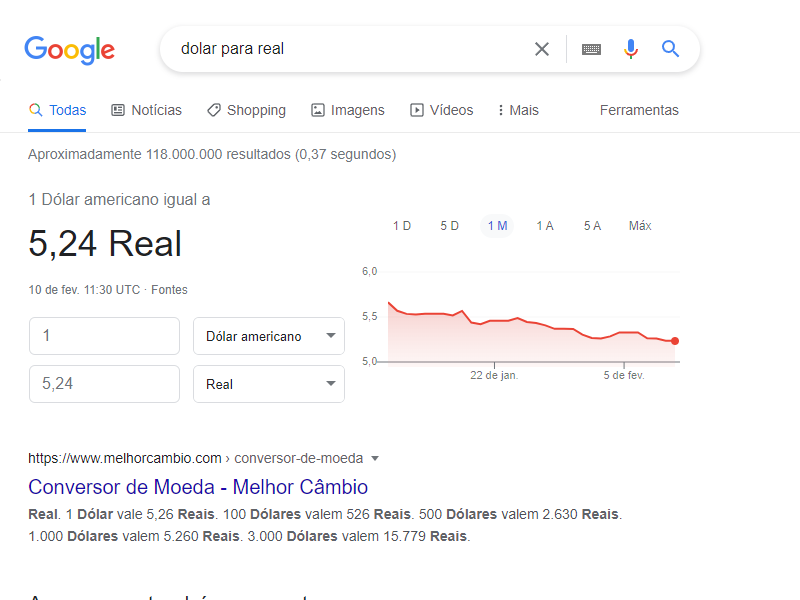 Google
dolar para real
Todas
Notícias
Shopping
Imagens
Vídeos
Mais
Ferramentas
Aproximadamente 118.000.000 resultados (0,37 segundos)
1 Dólar americano igual a
5,24 Real
10 de fev. 11:30 UTC · Fontes
1
Dólar americano
5,24
Real
1 D
5 D
1 M
1 A
5 A
Máx
6,0
5,5
5,0
22 de jan.
5 de fev.
https://www.melhorcambio.com › conversor-de-moeda
Conversor de Moeda - Melhor Câmbio
Real. 1 Dólar vale 5,26 Reais. 100 Dólares valem 526 Reais. 500 Dólares valem 2.630 Reais.
1.000 Dólares valem 5.260 Reais. 3.000 Dólares valem 15.779 Reais.